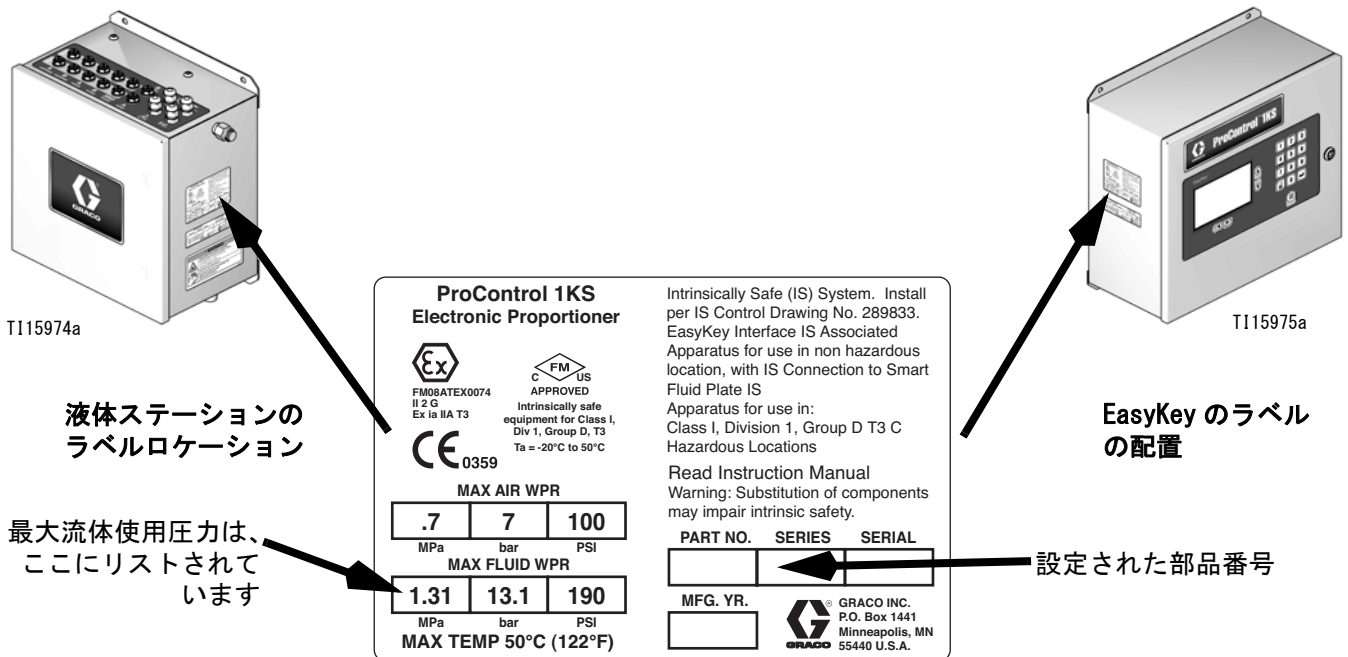 GRACO
TI15974a
ProControl 1KS
TI15975a
液体ステーションの
ラベルロケーション
EasyKey のラベル
の配置
最大流体使用圧力は、
ここにリストされて
います
設定された部品番号
ProControl 1KS
Electronic Proportioner
Ex
FM08ATEX0074
II 2 G
Ex ia IIA T3
CE 0359
FM
C US
APPROVED
Intrinsically safe
equipment for Class I,
Div 1, Group D, T3
Ta = -20°C to 50°C
MAX AIR WPR
.7 7 100
MPa bar PSI
MAX FLUID WPR
1.31 13.1 190
MPa bar PSI
MAX TEMP 50°C (122°F)
Intrinsically Safe (IS) System. Install
per IS Control Drawing No. 289833.
EasyKey Interface IS Associated
Apparatus for use in non hazardous
location, with IS Connection to Smart
Fluid Plate IS
Apparatus for use in:
Class I, Division 1, Group D T3 C
Hazardous Locations
Read Instruction Manual
Warning: Substitution of components
may impair intrinsic safety.
PART NO. SERIES SERIAL
MFG. YR.
GRACO
®
GRACO INC.
P.O. Box 1441
Minneapolis, MN
55440 U.S.A.